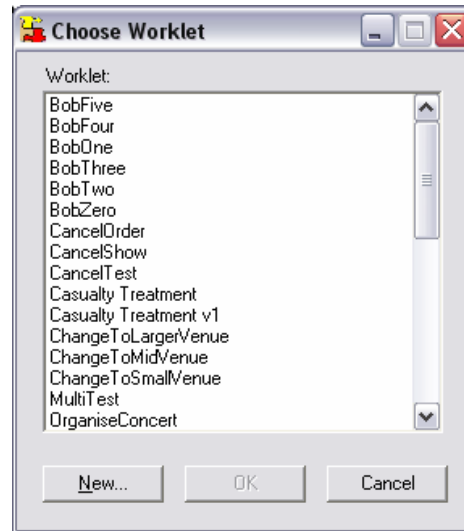 Choose Worklet
Worklet:
BobFive
BobFour
BobOne
BobThree
BobTwo
BobZero
CancelOrder
CancelShow
CancelTest
Casualty Treatment
Casualty Treatment v1
ChangeToLargerVenue
ChangeToMidVenue
ChangeToSmallVenue
MultiTest
OrganiseConcert
New... OK Cancel